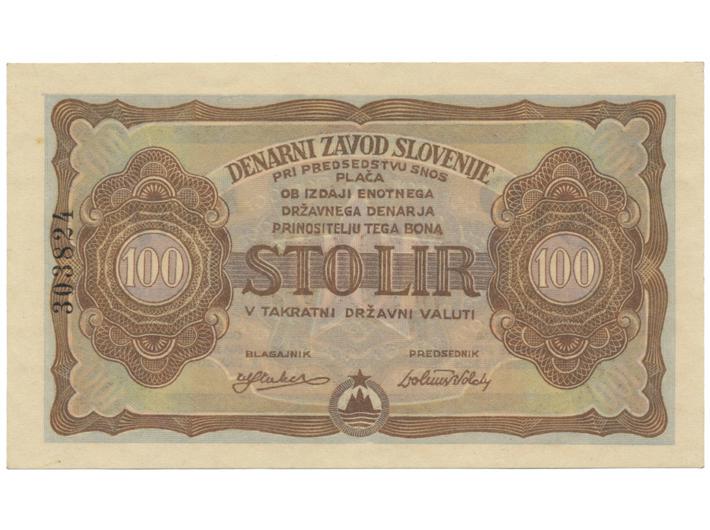 DENARNI ZAVOD SLOVENIJE
PRI PREDSEDSTVU SNOS
PLAČA
OB IZDAJI ENOTNEGA
DRŽAVNEGA DENARJA
PRINOSITELJU TEGA BONA
100 STO LIR 100
V TAKRATNI DRŽAVNI VALUTI
BLAGAJNIK PREDSEDNIK
303824